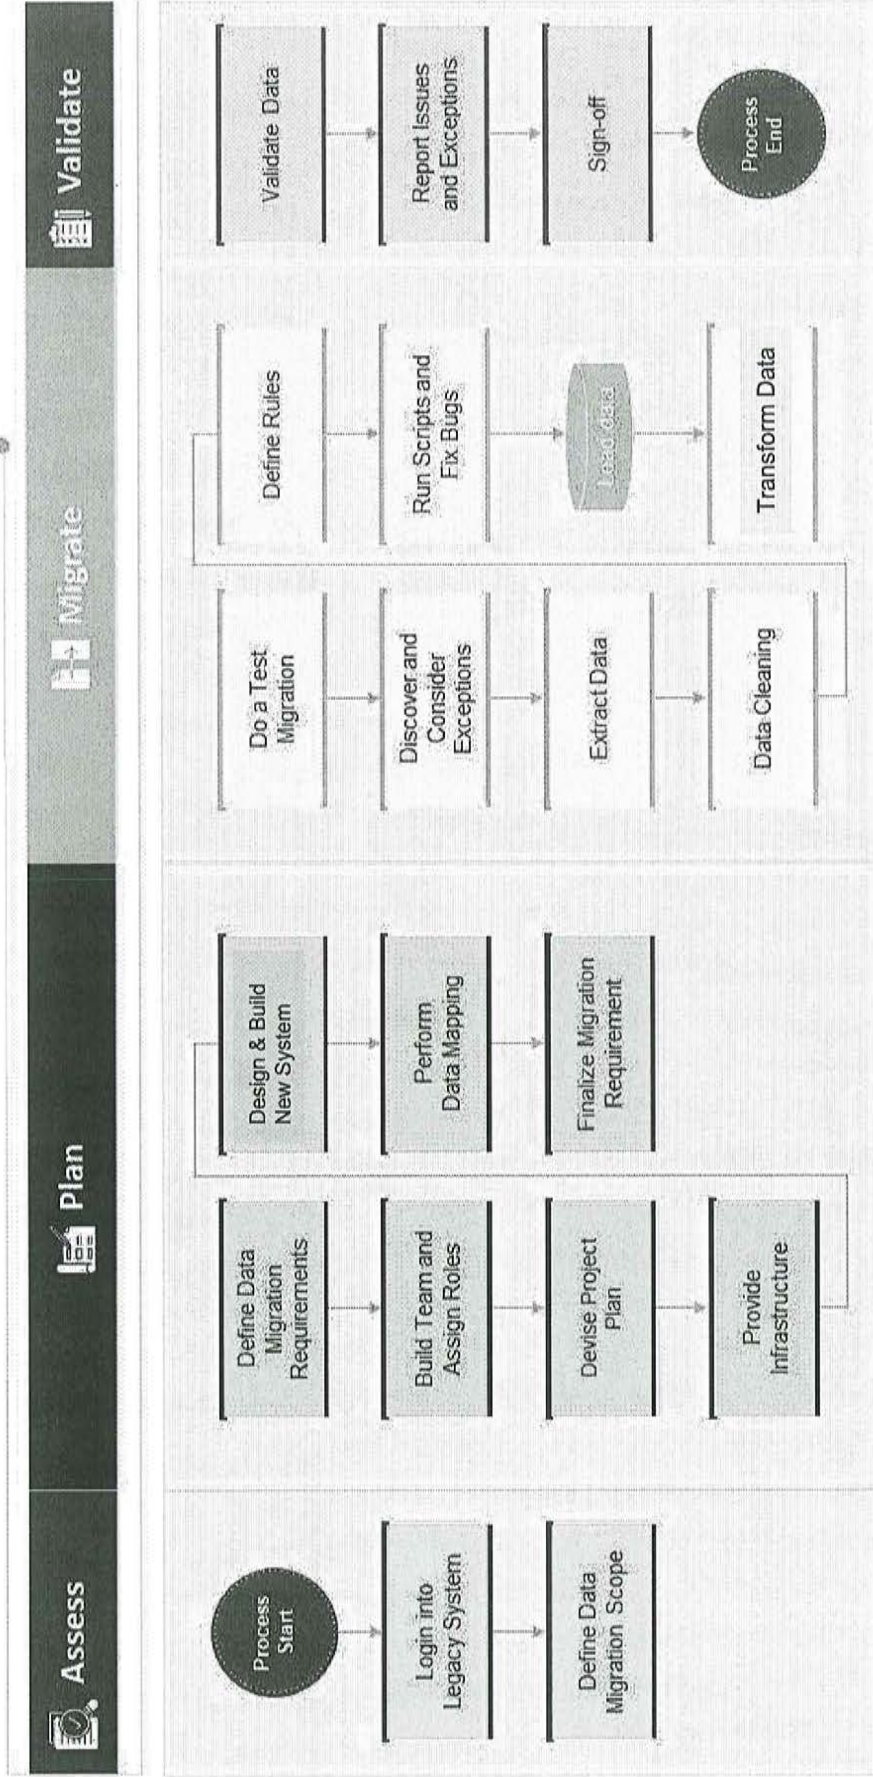 Assess
Plan
Migrate
Validate
Process
Start
Login into
Legacy System
Define Data
Migration Scope
Define Data
Migration
Requirements
Build Team and
Assign Roles
Devise Project
Plan
Provide
Infrastructure
Design & Build
New System
Perform
Data Mapping
Finalize Migration
Requirement
Do a Test
Migration
Discover and
Consider
Exceptions
Extract Data
Data Cleaning
Define Rules
Run Scripts and
Fix Bugs
Load data
Transform Data
Validate Data
Report Issues
and Exceptions
Sign-off
Process
End